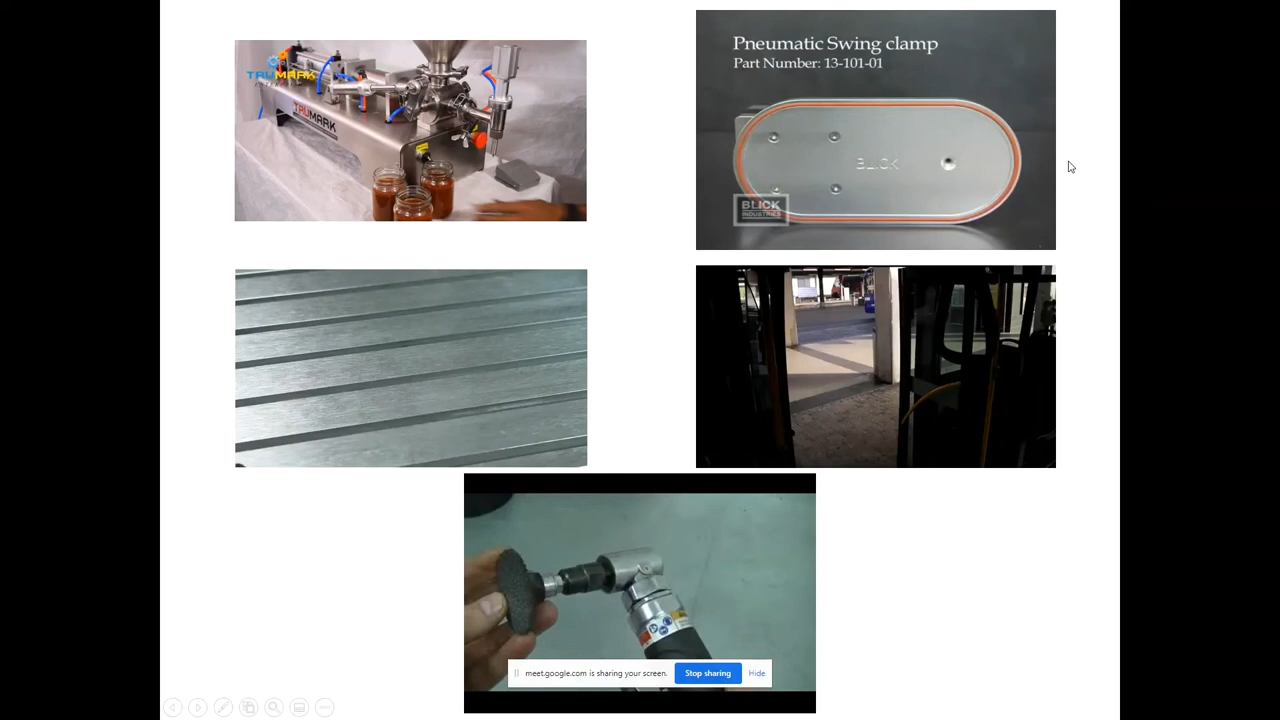 TRUMARK
TRUMARK
Pneumatic Swing clamp
Part Number: 13-101-01
BLICK
BLICK
INDUSTRIES
meet.google.com is sharing your screen.
Stop sharing
Hide